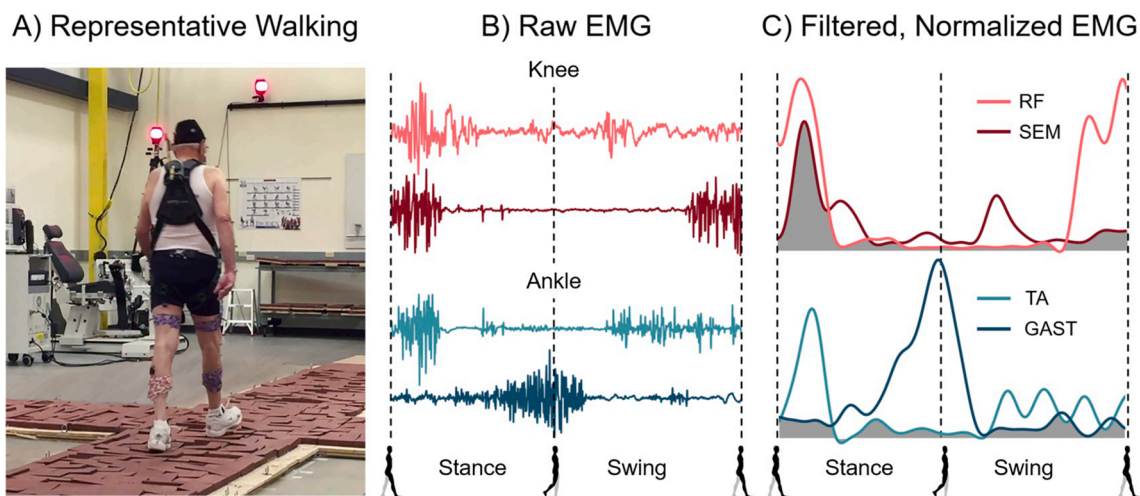 A) Representative Walking
B) Raw EMG
C) Filtered, Normalized EMG
Knee
Ankle
Stance
Swing
RF
SEM
TA
GAST
Stance
Swing